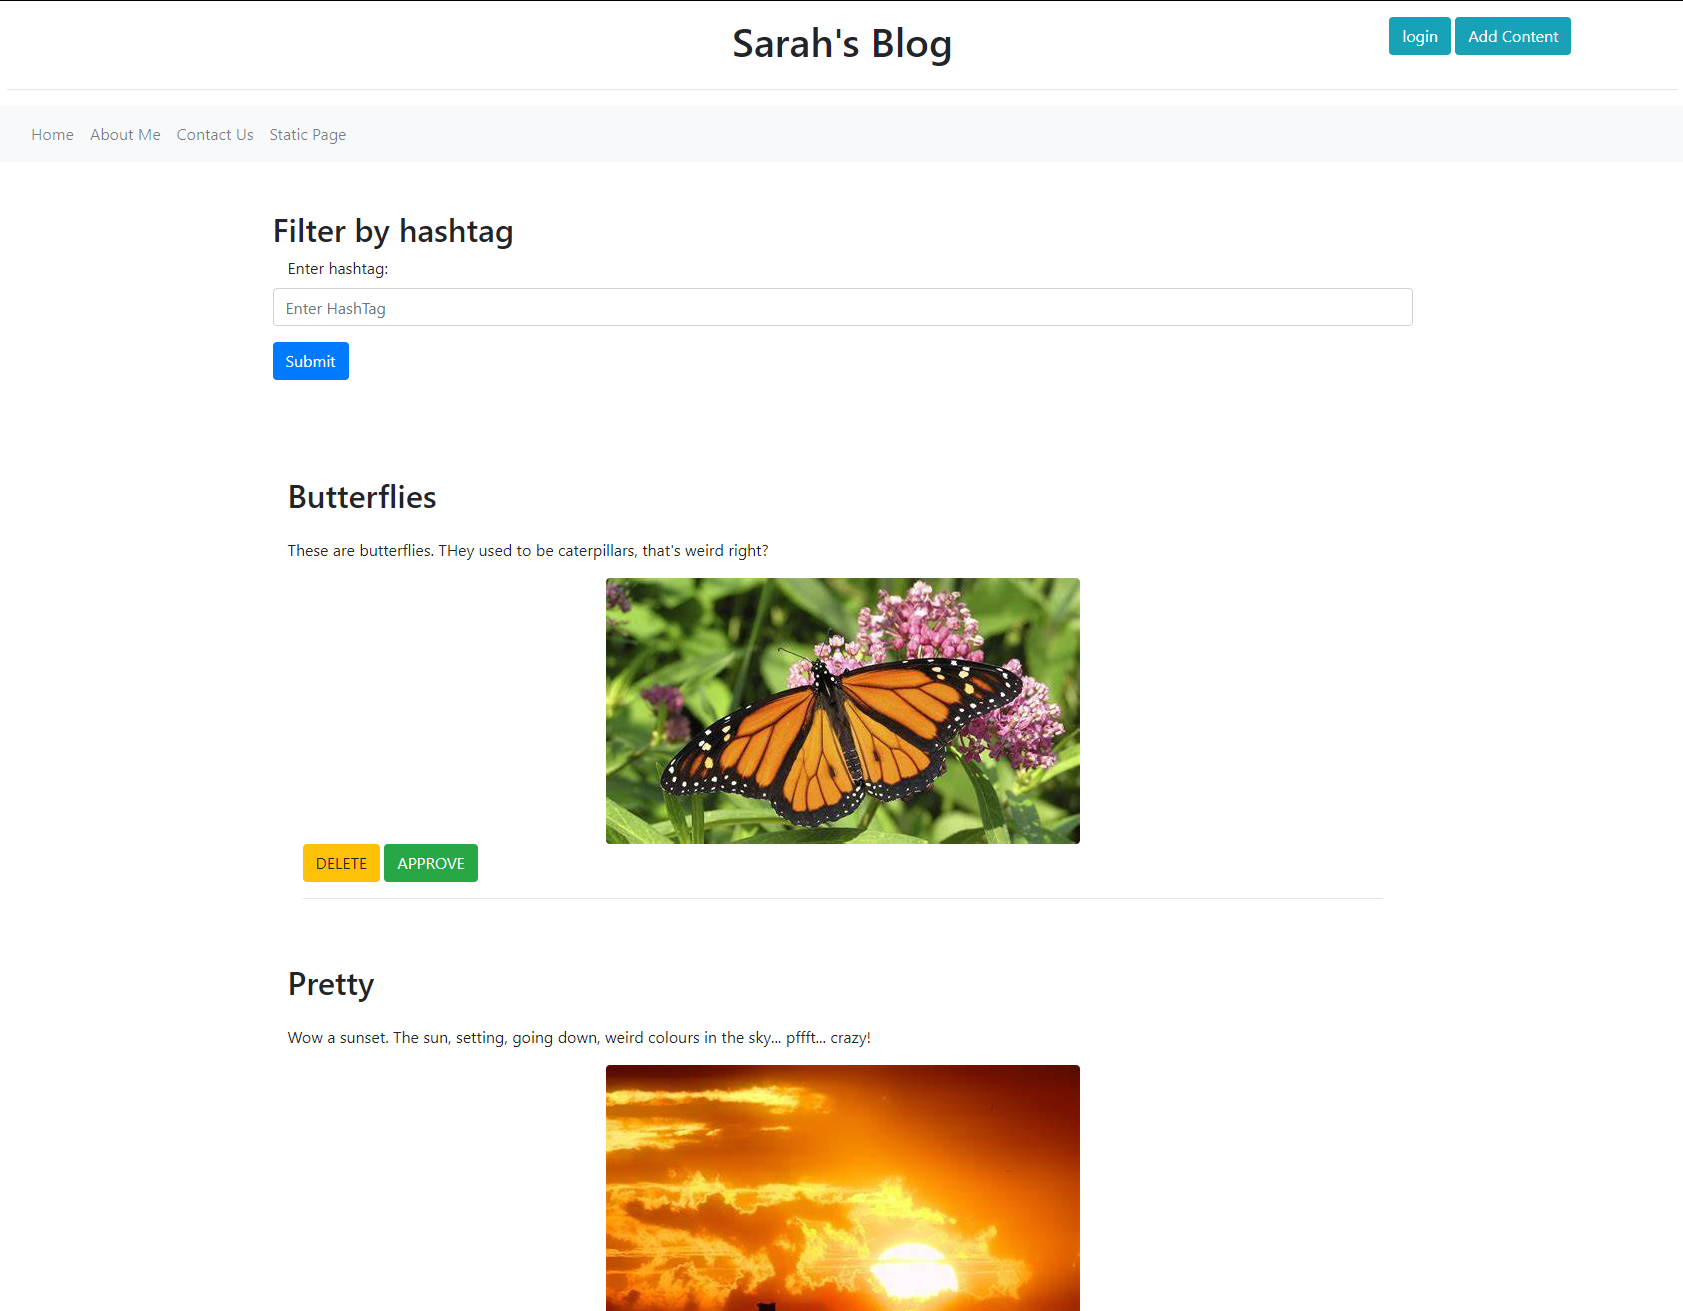 Sarah's Blog
login Add Content
Home About Me Contact Us Static Page
Filter by hashtag
Enter hashtag:
Enter HashTag
Submit
Butterflies
These are butterflies. THey used to be caterpillars, that's weird right?
DELETE APPROVE
Pretty
Wow a sunset. The sun, setting, going down, weird colours in the sky... pffft... crazy!